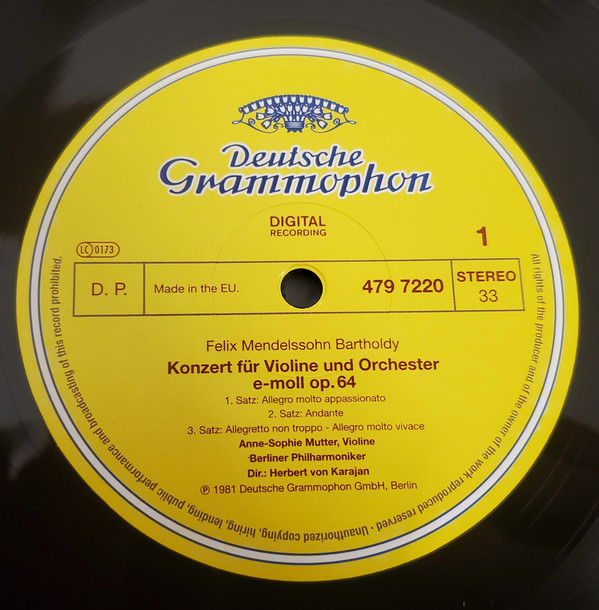 Deutsche
Grammophon
DIGITAL
RECORDING
1
LC 0173
D. P.
Made in the EU.
479 7220
STEREO
33
Felix Mendelssohn Bartholdy
Konzert für Violine und Orchester
e-moll op. 64
1. Satz: Allegro molto appassionato
2. Satz: Andante
3. Satz: Allegretto non troppo - Allegro molto vivace
Anne-Sophie Mutter, Violine
Berliner Philharmoniker
Dir.: Herbert von Karajan
℗ 1981 Deutsche Grammophon GmbH, Berlin
All rights of the producer and of the owner of the work reproduced reserved · Unauthorized copying, hiring, lending, public performance and broadcasting of this record prohibited.